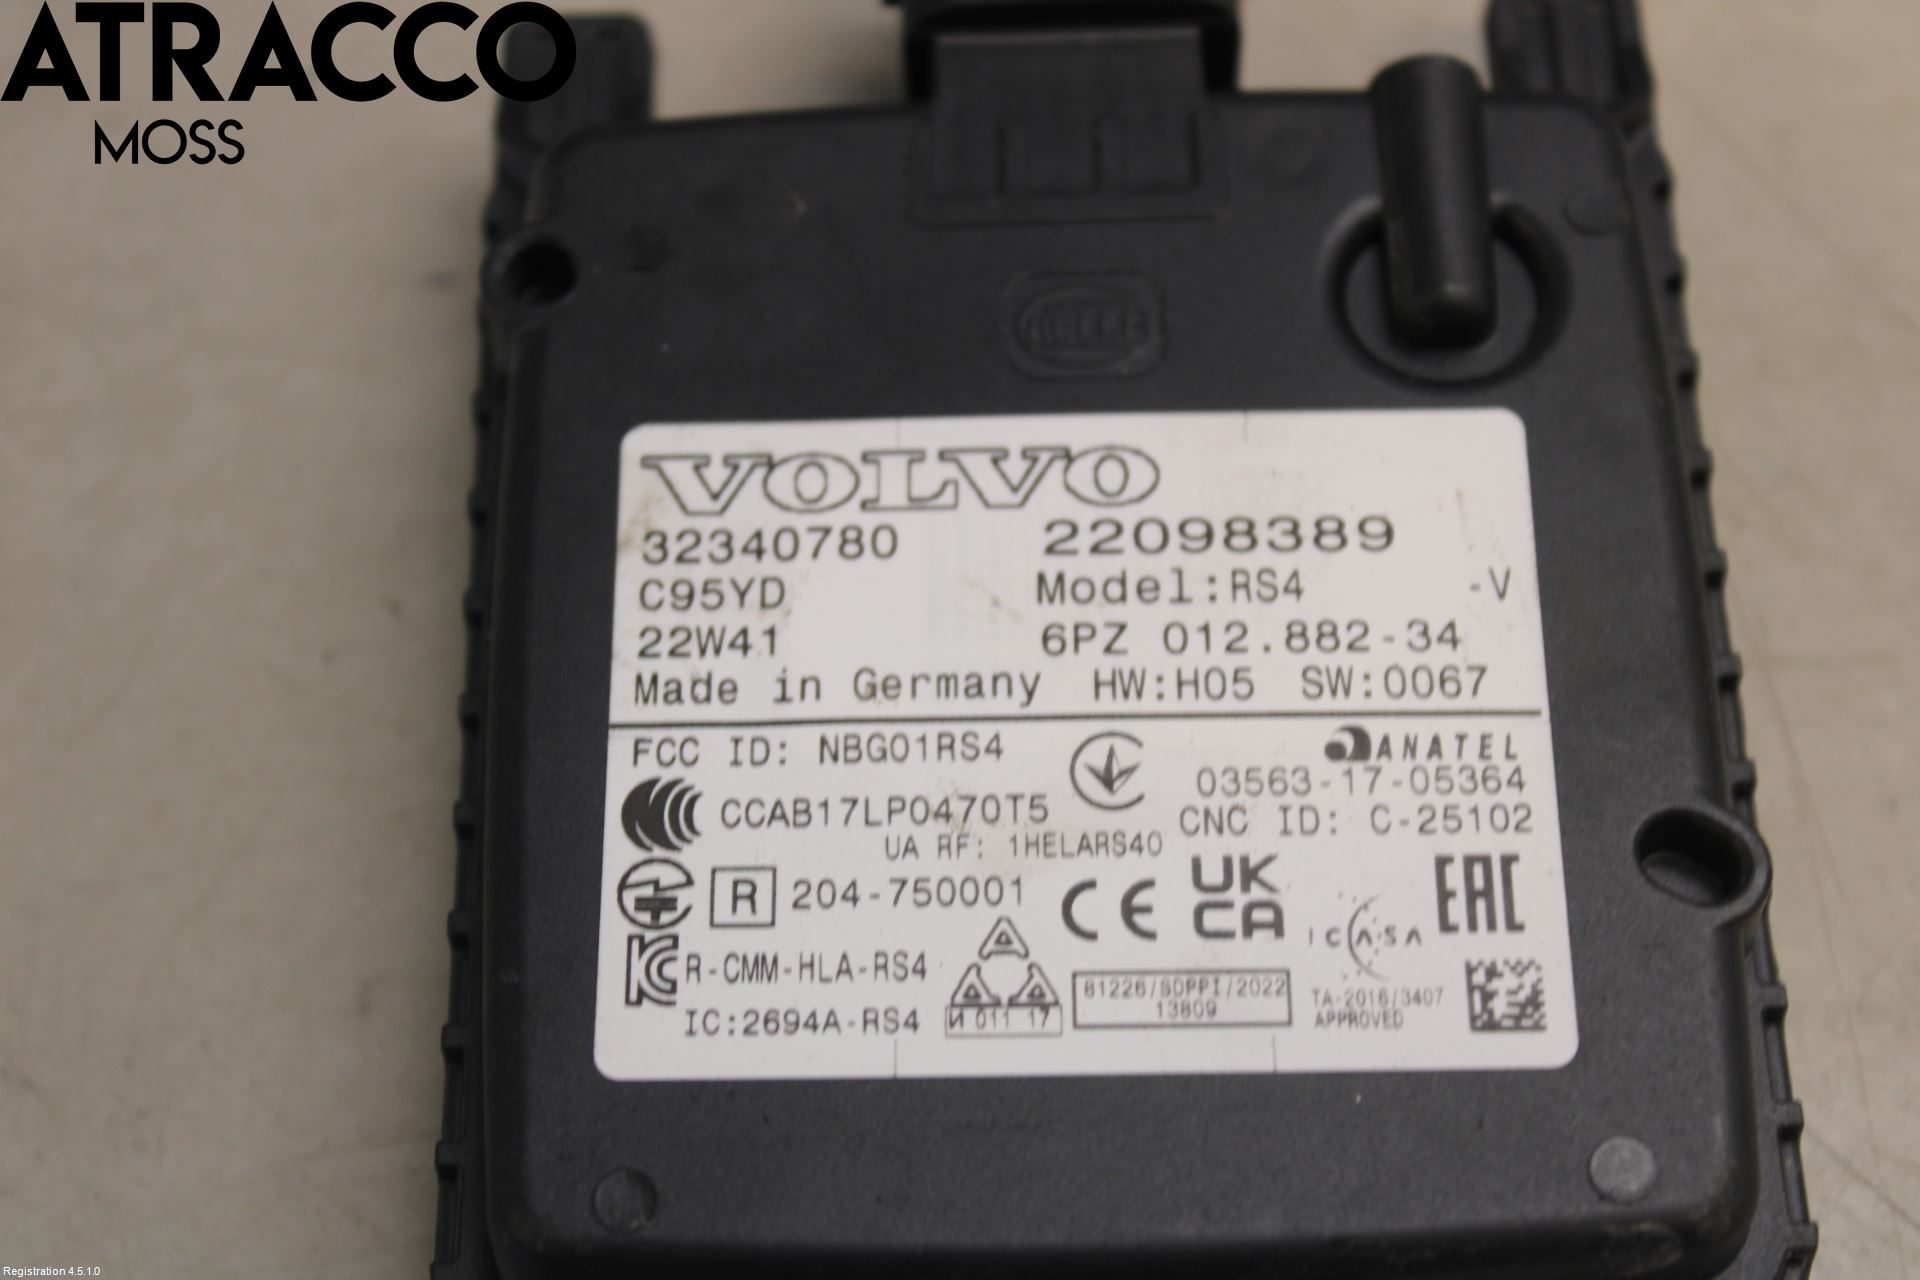 ATRACCO
MOSS
HELLA
VOLVO
32340780 22098389
C95YD Model:RS4 -V
22W41 6PZ 012.882-34
Made in Germany HW:H05 SW:0067
FCC ID: NBG01RS4 ANATEL
03563-17-05364
CCAB17LP0470T5 CNC ID: C-25102
UA RF: 1HELARS40
R 204-750001 CE UK CA EAC
ICASA
R-CMM-HLA-RS4
81226/SDPPI/2022
13809
TA-2016/3407
APPROVED
IC:2694A-RS4
И 011 17
Registration 4.5.1.0